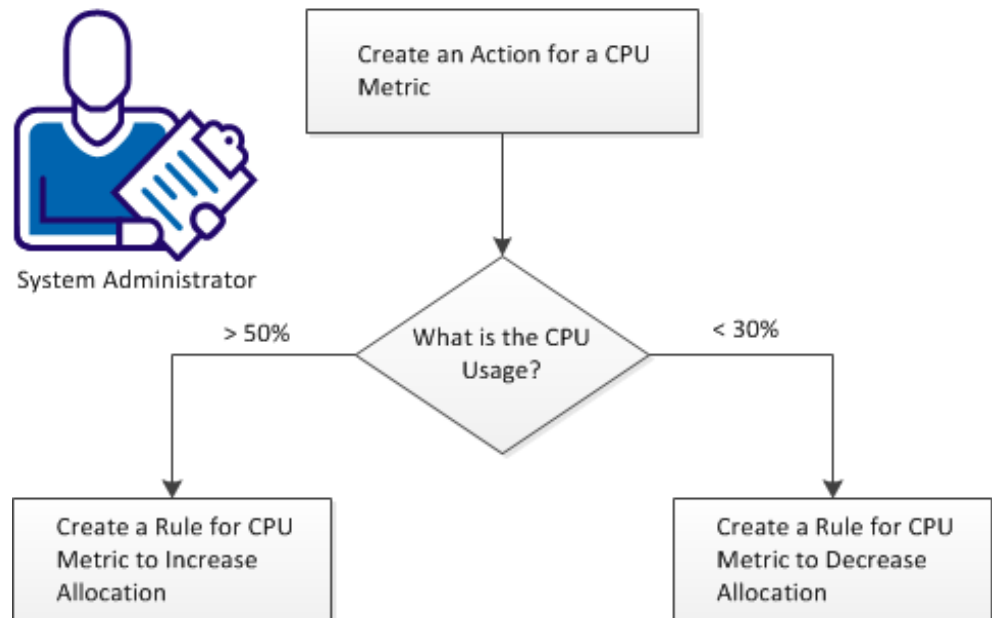 Create an Action for a CPU
Metric
System Administrator
> 50%
What is the CPU
Usage?
< 30%
Create a Rule for CPU
Metric to Increase
Allocation
Create a Rule for CPU
Metric to Decrease
Allocation